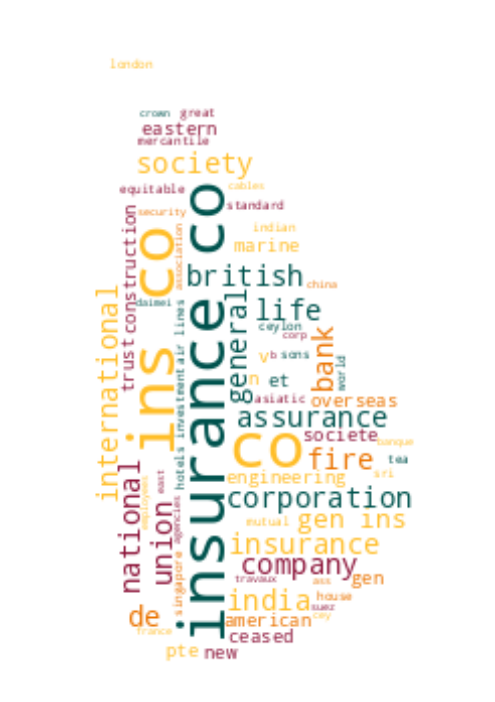 london
crown great
eastern
mercantile
society
equitable
cables
standard
security
indian
marine
association
construction
trust
ins co
insurance co
british
china
international
daimei
general
life
ceylon
corp
air lines
investment
hotels
v
b sons
bank
world
n
et
asiatic
overseas
assurance
co
societe
banque
fire
tea
engineering
sri
national
employees
east
union
agencies
singapore
corporation
mutual
gen ins
insurance
company
travaux
ass
gen
india
house
suez
cey
american
de
france
ceased
pte
new